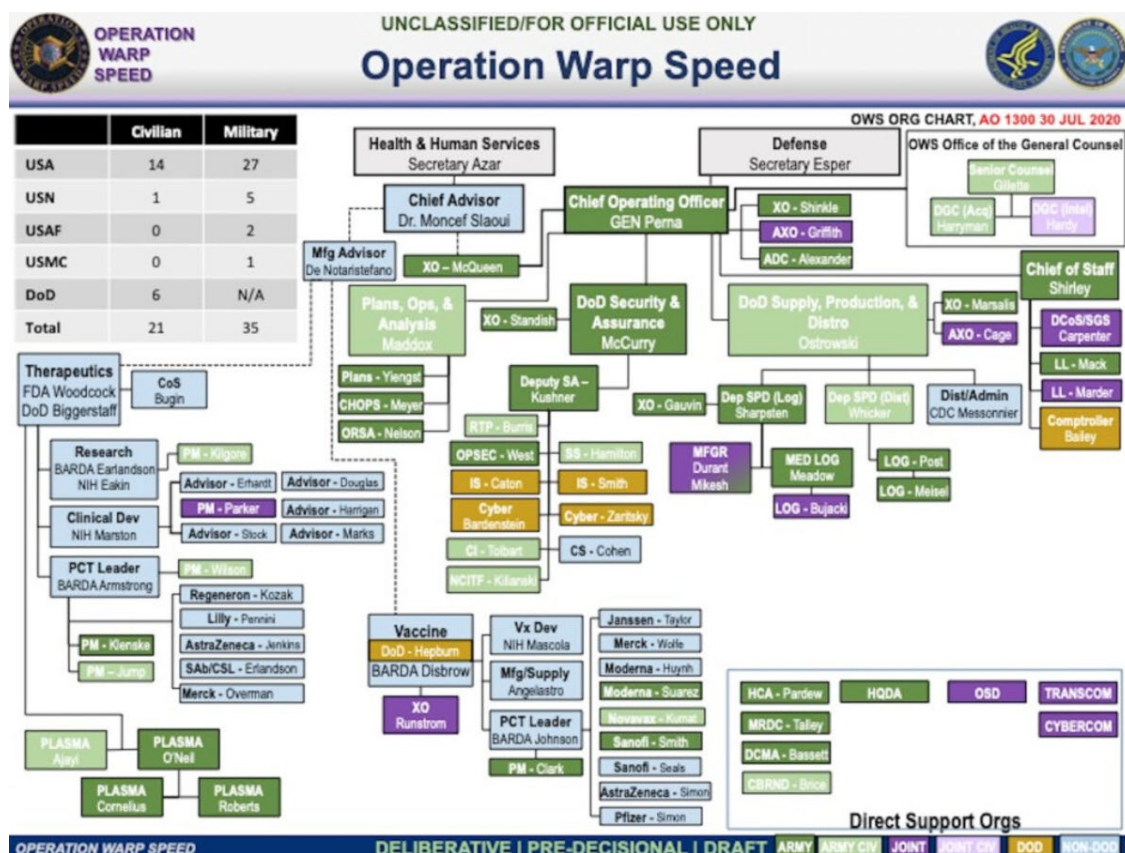 UNCLASSIFIED/FOR OFFICIAL USE ONLY
OPERATION
WARP
SPEED
Operation Warp Speed
OWS ORG CHART, AO 1300 30 JUL 2020
Civilian Military
USA 14 27
USN 1 5
USAF 0 2
USMC 0 1
DoD 6 N/A
Total 21 35
Health & Human Services
Secretary Azar
Defense
Secretary Esper
OWS Office of the General Counsel
Senior Counsel
Gillette
DGC (Acq)
Harryman
DGC (Intel)
Hardy
Chief Advisor
Dr. Moncef Slaoui
Chief Operating Officer
GEN Perna
XO - Shinkle
AXO - Griffith
ADC - Alexander
Mfg Advisor
De Notaristefano
XO – McQueen
Chief of Staff
Shirley
DCoS/SGS
Carpenter
LL - Mack
LL - Marder
Comptroller
Bailey
Plans, Ops, &
Analysis
Maddox
XO - Standish
Plans - Yiengst
CHOPS - Meyer
ORSA - Nelson
DoD Security &
Assurance
McCurry
Deputy SA –
Kushner
RTP - Burris
OPSEC - West
SS - Hamilton
IS - Caton
IS - Smith
Cyber
Bardenstein
Cyber - Zaritsky
CI - Tolbart
CS - Cohen
NCITF - Kilianski
DoD Supply, Production, &
Distro
Ostrowski
XO - Marsalis
AXO - Cage
XO - Gauvin
Dep SPD (Log)
Sharpsten
Dep SPD (Dist)
Whicker
Dist/Admin
CDC Messonnier
MFGR
Durant
Mikesh
MED LOG
Meadow
LOG - Bujacki
LOG - Post
LOG - Meisel
Therapeutics
FDA Woodcock
DoD Biggerstaff
CoS
Bugin
Research
BARDA Earlandson
NIH Eakin
PM - Kilgore
Clinical Dev
NIH Marston
Advisor - Erhardt
PM - Parker
Advisor - Stock
Advisor - Douglas
Advisor - Harrigan
Advisor - Marks
PCT Leader
BARDA Armstrong
PM - Wilson
Regeneron - Kozak
Lilly - Pennini
AstraZeneca - Jenkins
SAb/CSL - Erlandson
Merck - Overman
PM - Klenske
PM – Jump
PLASMA
Ajayi
PLASMA
O'Neil
PLASMA
Cornelius
PLASMA
Roberts
Vaccine
DoD - Hepburn
BARDA Disbrow
XO
Runstrom
Vx Dev
NIH Mascola
Mfg/Supply
Angelastro
PCT Leader
BARDA Johnson
PM - Clark
Janssen - Taylor
Merck - Wolfe
Moderna - Huynh
Moderna - Suarez
Novavax - Kumat
Sanofi - Smith
Sanofi - Seals
AstraZeneca - Simon
Pfizer - Simon
HCA - Pardew
HQDA
OSD
TRANSCOM
MRDC - Talley
CYBERCOM
DCMA - Bassett
CBRND - Brice
Direct Support Orgs
OPERATION WARP SPEED
DELIBERATIVE | PRE-DECISIONAL | DRAFT
ARMY ARMY CIV JOINT JOINT CIV DOD NON-DOD